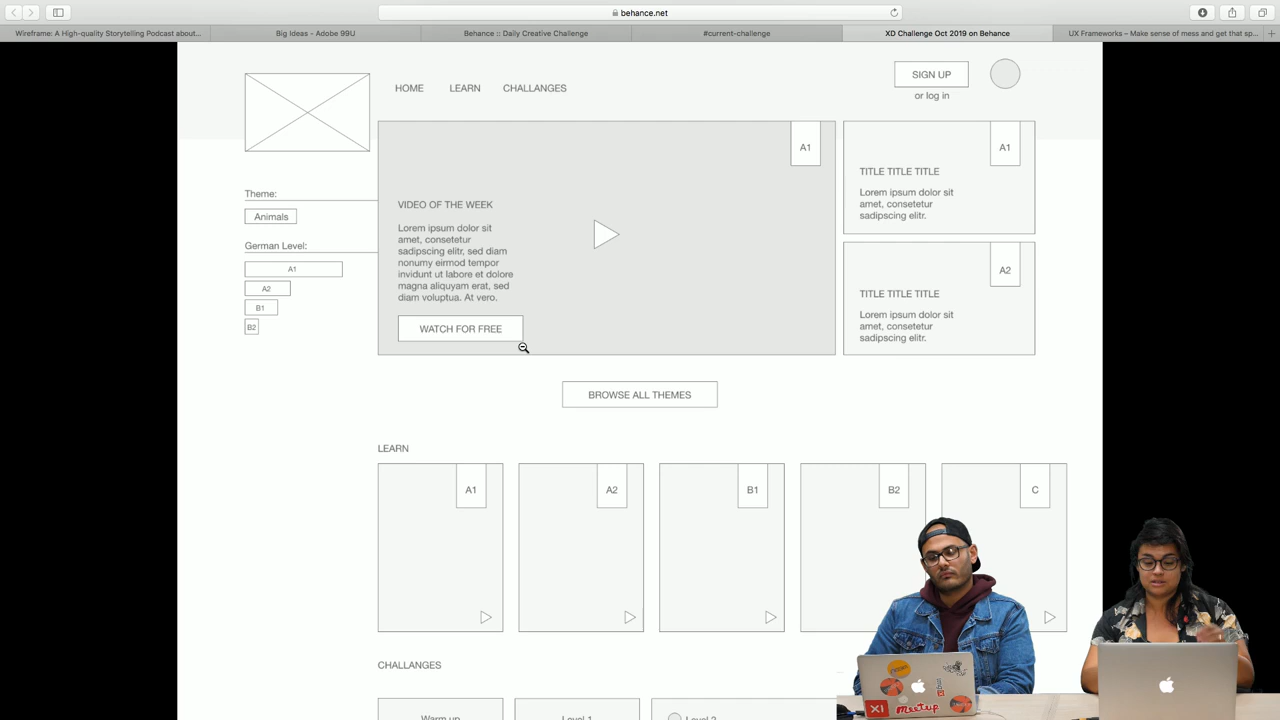 behance.net
Wireframe: A High-quality Storytelling Podcast about...
Big Ideas - Adobe 99U
Behance :: Daily Creative Challenge
#current-challenge
XD Challenge Oct 2019 on Behance
UX Frameworks – Make sense of mess and get that sp...
HOME
LEARN
CHALLANGES
SIGN UP
or log in
Theme:
Animals
German Level:
A1
A2
B1
B2
A1
VIDEO OF THE WEEK
Lorem ipsum dolor sit
amet, consetetur
sadipscing elitr, sed diam
nonumy eirmod tempor
invidunt ut labore et dolore
magna aliquyam erat, sed
diam voluptua. At vero.
WATCH FOR FREE
A1
TITLE TITLE TITLE
Lorem ipsum dolor sit
amet, consetetur
sadipscing elitr.
A2
TITLE TITLE TITLE
Lorem ipsum dolor sit
amet, consetetur
sadipscing elitr.
BROWSE ALL THEMES
LEARN
A1
A2
B1
B2
C
CHALLANGES
Warm up
Level 1
Level 2
XI
meetup